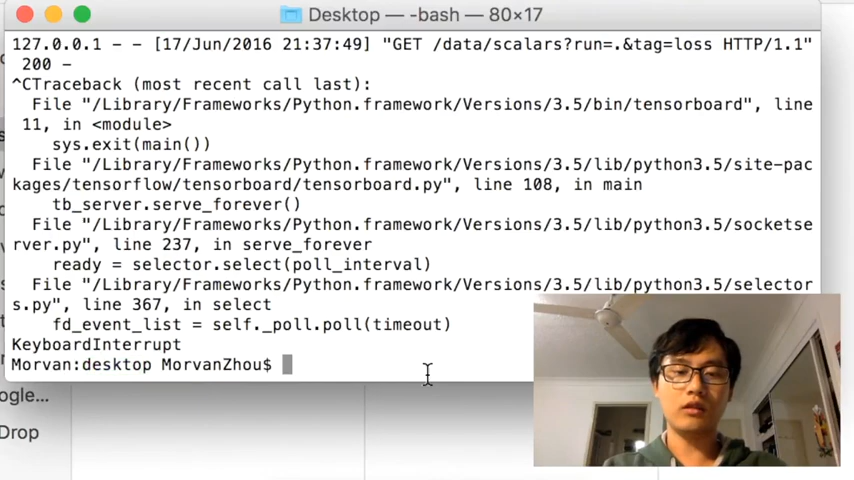 Desktop — -bash — 80×17
127.0.0.1 - - [17/Jun/2016 21:37:49] "GET /data/scalars?run=.&tag=loss HTTP/1.1"
200 -
^CTraceback (most recent call last):
File "/Library/Frameworks/Python.framework/Versions/3.5/bin/tensorboard", line
11, in <module>
sys.exit(main())
File "/Library/Frameworks/Python.framework/Versions/3.5/lib/python3.5/site-pac
kages/tensorflow/tensorboard/tensorboard.py", line 108, in main
tb_server.serve_forever()
File "/Library/Frameworks/Python.framework/Versions/3.5/lib/python3.5/socketse
rver.py", line 237, in serve_forever
ready = selector.select(poll_interval)
File "/Library/Frameworks/Python.framework/Versions/3.5/lib/python3.5/selector
s.py", line 367, in select
fd_event_list = self._poll.poll(timeout)
KeyboardInterrupt
Morvan:desktop MorvanZhou$
ogle...
Drop